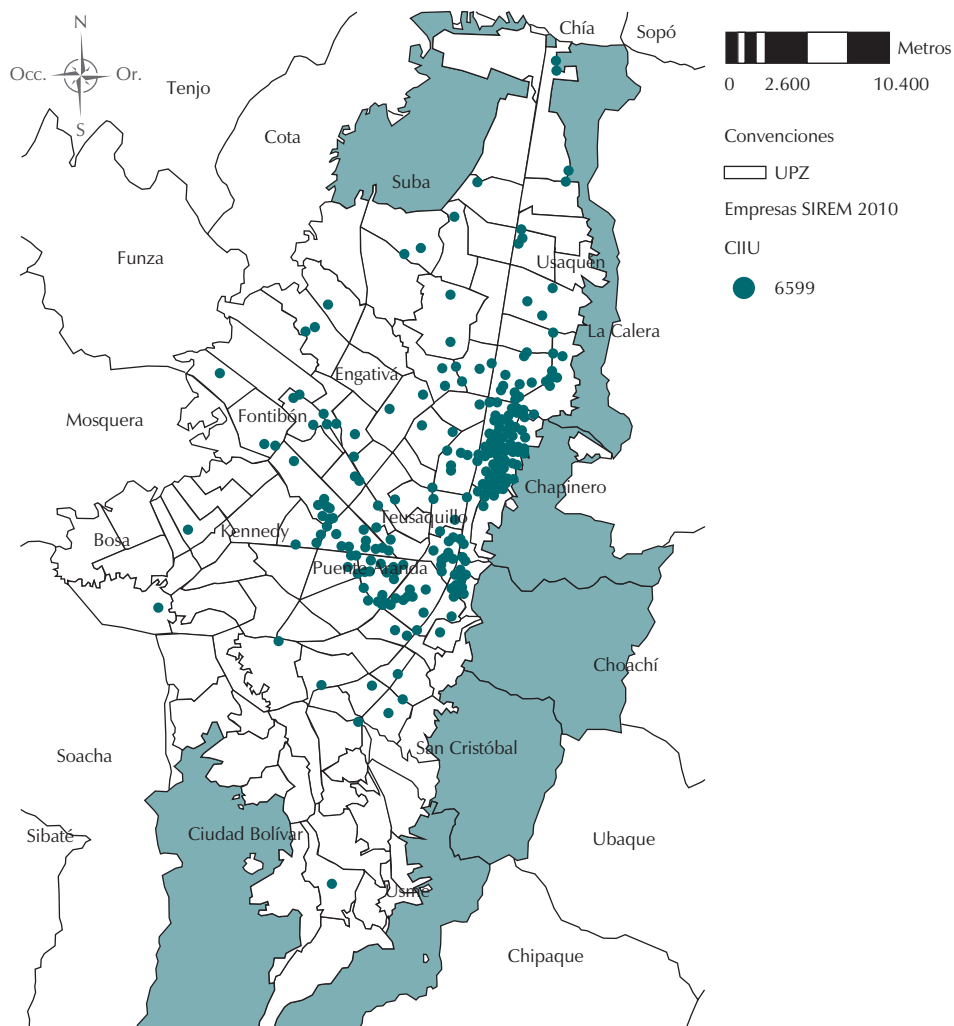 N
Occ. Or.
S
Chía
Sopó
Metros
0 2.600 10.400
Tenjo
Cota
Convenciones
UPZ
Suba
Empresas SIREM 2010
CIIU
6599
Funza
Usaquén
La Calera
Engativá
Mosquera
Fontibón
Chapinero
Teusaquillo
Kennedy
Bosa
Puente Aranda
Choachí
Soacha
San Cristóbal
Sibaté
Ciudad Bolívar
Ubaque
Usme
Chipaque